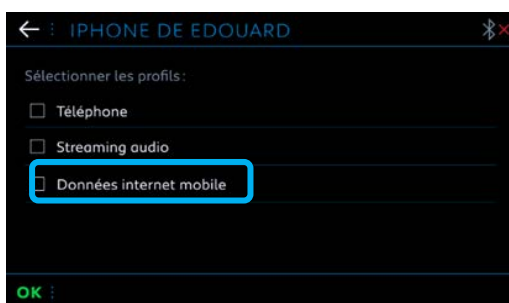 IPHONE DE EDOUARD
Sélectionner les profils:
Téléphone
Streaming audio
Données internet mobile
OK